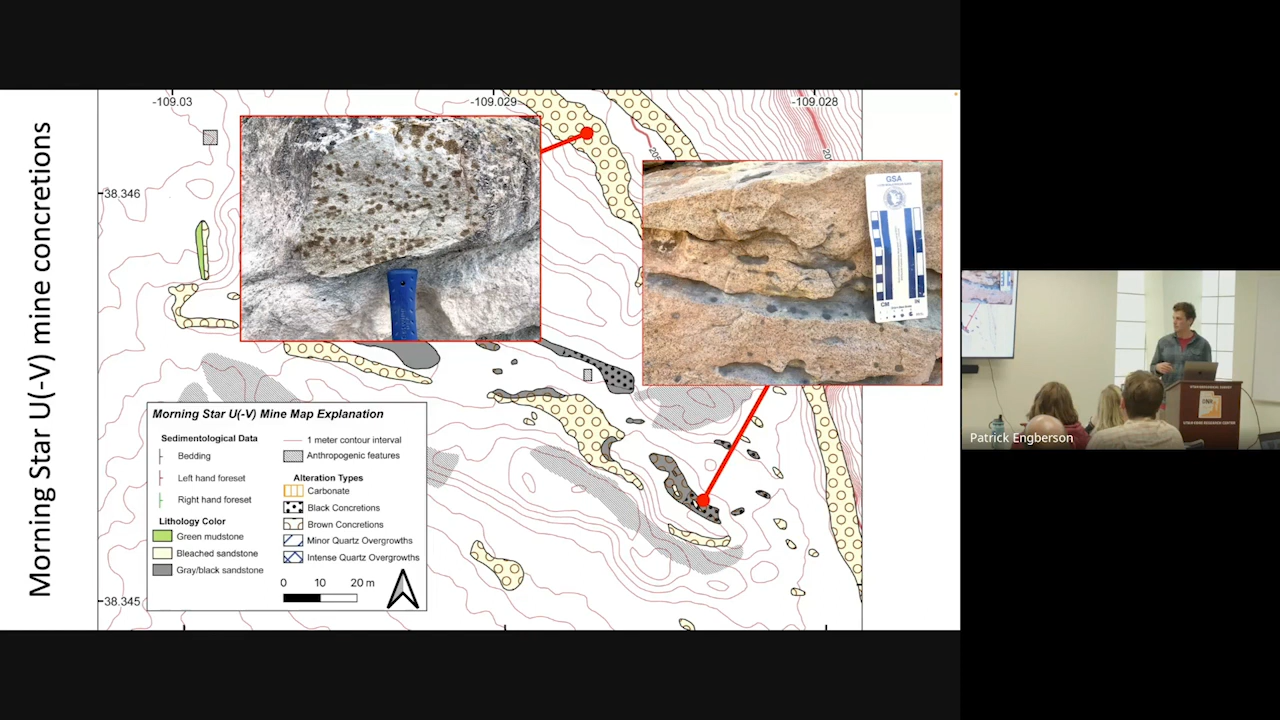 Morning Star U(-V) mine concretions
-109.03
-109.029
-109.028
38.346
38.345
GSA
CM
IN
Morning Star U(-V) Mine Map Explanation
Sedimentological Data
Bedding
Left hand foreset
Right hand foreset
Lithology Color
Green mudstone
Bleached sandstone
Gray/black sandstone
1 meter contour interval
Anthropogenic features
Alteration Types
Carbonate
Black Concretions
Brown Concretions
Minor Quartz Overgrowths
Intense Quartz Overgrowths
0 10 20 m
Patrick Engberson